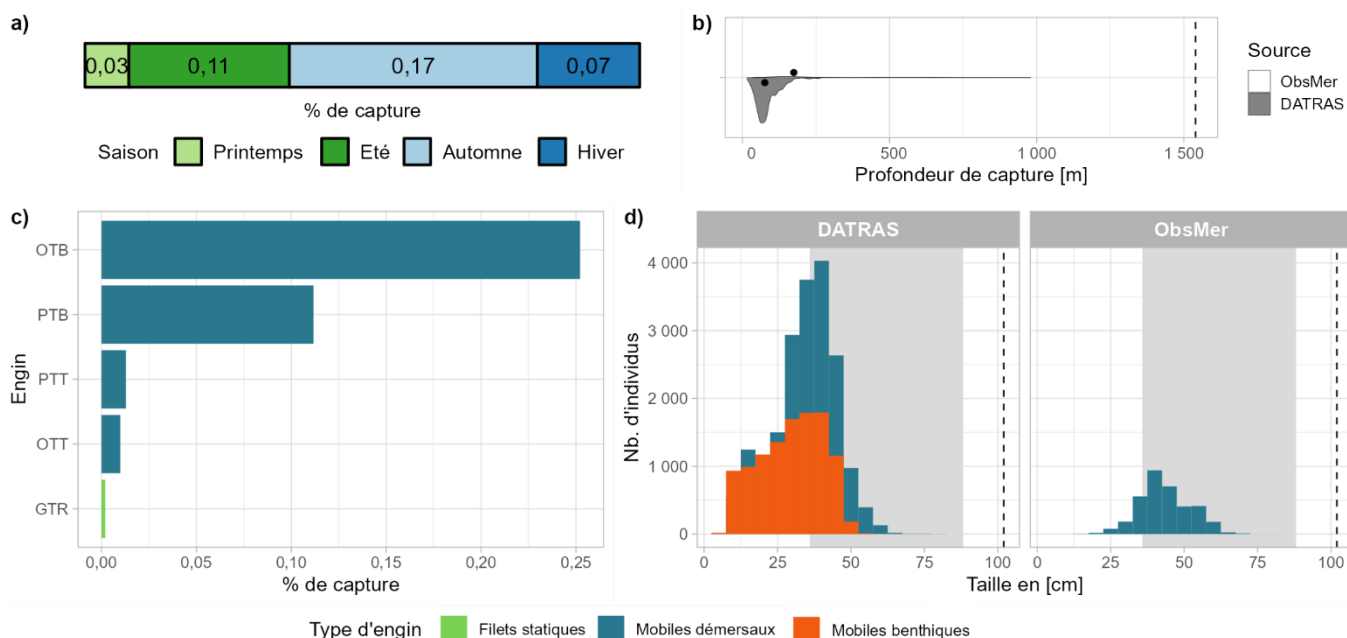 a)
0,03 0,11 0,17 0,07
% de capture
Saison Printemps Eté Automne Hiver
b)
0 500 1 000 1 500
Profondeur de capture [m]
Source
ObsMer
DATRAS
c)
Engin
OTB
PTB
PTT
OTT
GTR
0,00 0,05 0,10 0,15 0,20 0,25
% de capture
d)
DATRAS ObsMer
Nb. d'individus
4 000
3 000
2 000
1 000
0
0 25 50 75 100 0 25 50 75 100
Taille en [cm]
Type d'engin Filets statiques Mobiles démersaux Mobiles benthiques